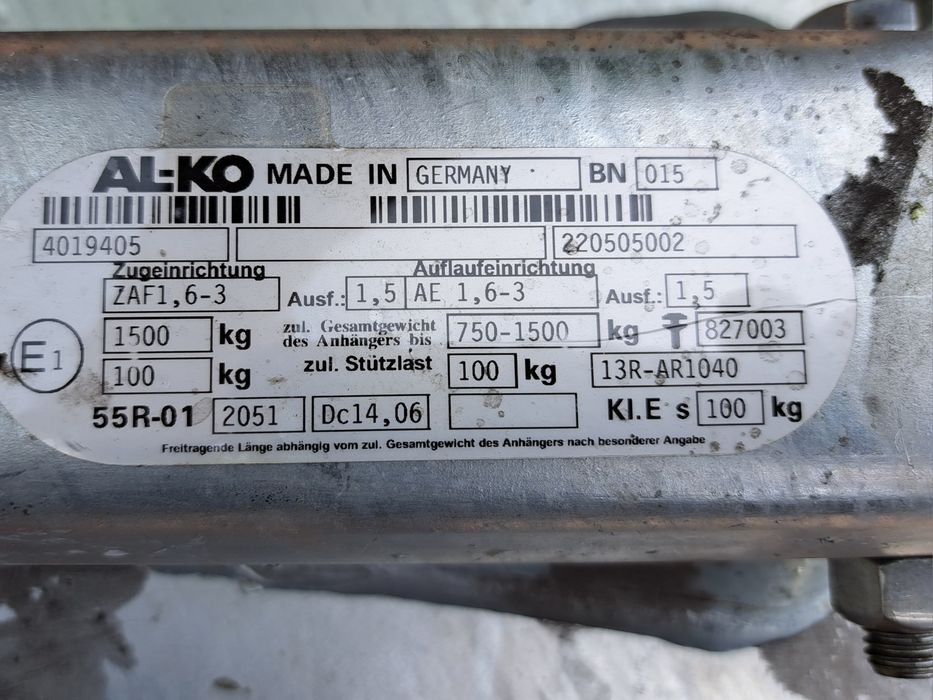 AL-KO MADE IN GERMANY BN 015
4019405 220505002
Zugeinrichtung Auflaufeinrichtung
ZAF1,6-3 Ausf.: 1,5 AE 1,6-3 Ausf.: 1,5
E1 1500 kg zul. Gesamtgewicht des Anhängers bis 750-1500 kg 827003
100 kg zul. Stützlast 100 kg 13R-AR1040
55R-01 2051 Dc14,06 Kl.E s 100 kg
Freitragende Länge abhängig vom zul. Gesamtgewicht des Anhängers nach besonderer Angabe